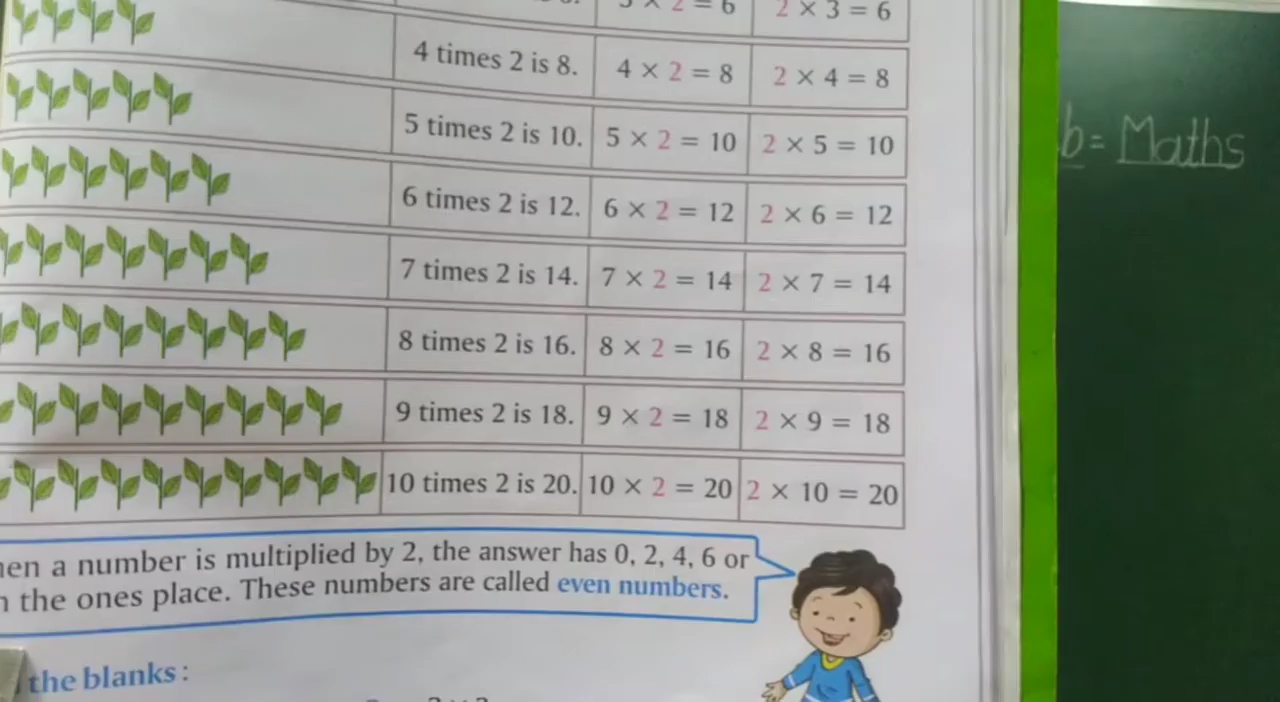 2 × 3 = 6
4 times 2 is 8. 4 × 2 = 8 2 × 4 = 8
5 times 2 is 10. 5 × 2 = 10 2 × 5 = 10
6 times 2 is 12. 6 × 2 = 12 2 × 6 = 12
7 times 2 is 14. 7 × 2 = 14 2 × 7 = 14
8 times 2 is 16. 8 × 2 = 16 2 × 8 = 16
9 times 2 is 18. 9 × 2 = 18 2 × 9 = 18
10 times 2 is 20. 10 × 2 = 20 2 × 10 = 20
a number is multiplied by 2, the answer has 0, 2, 4, 6 or
the ones place. These numbers are called even numbers.
the blanks:
b = Maths